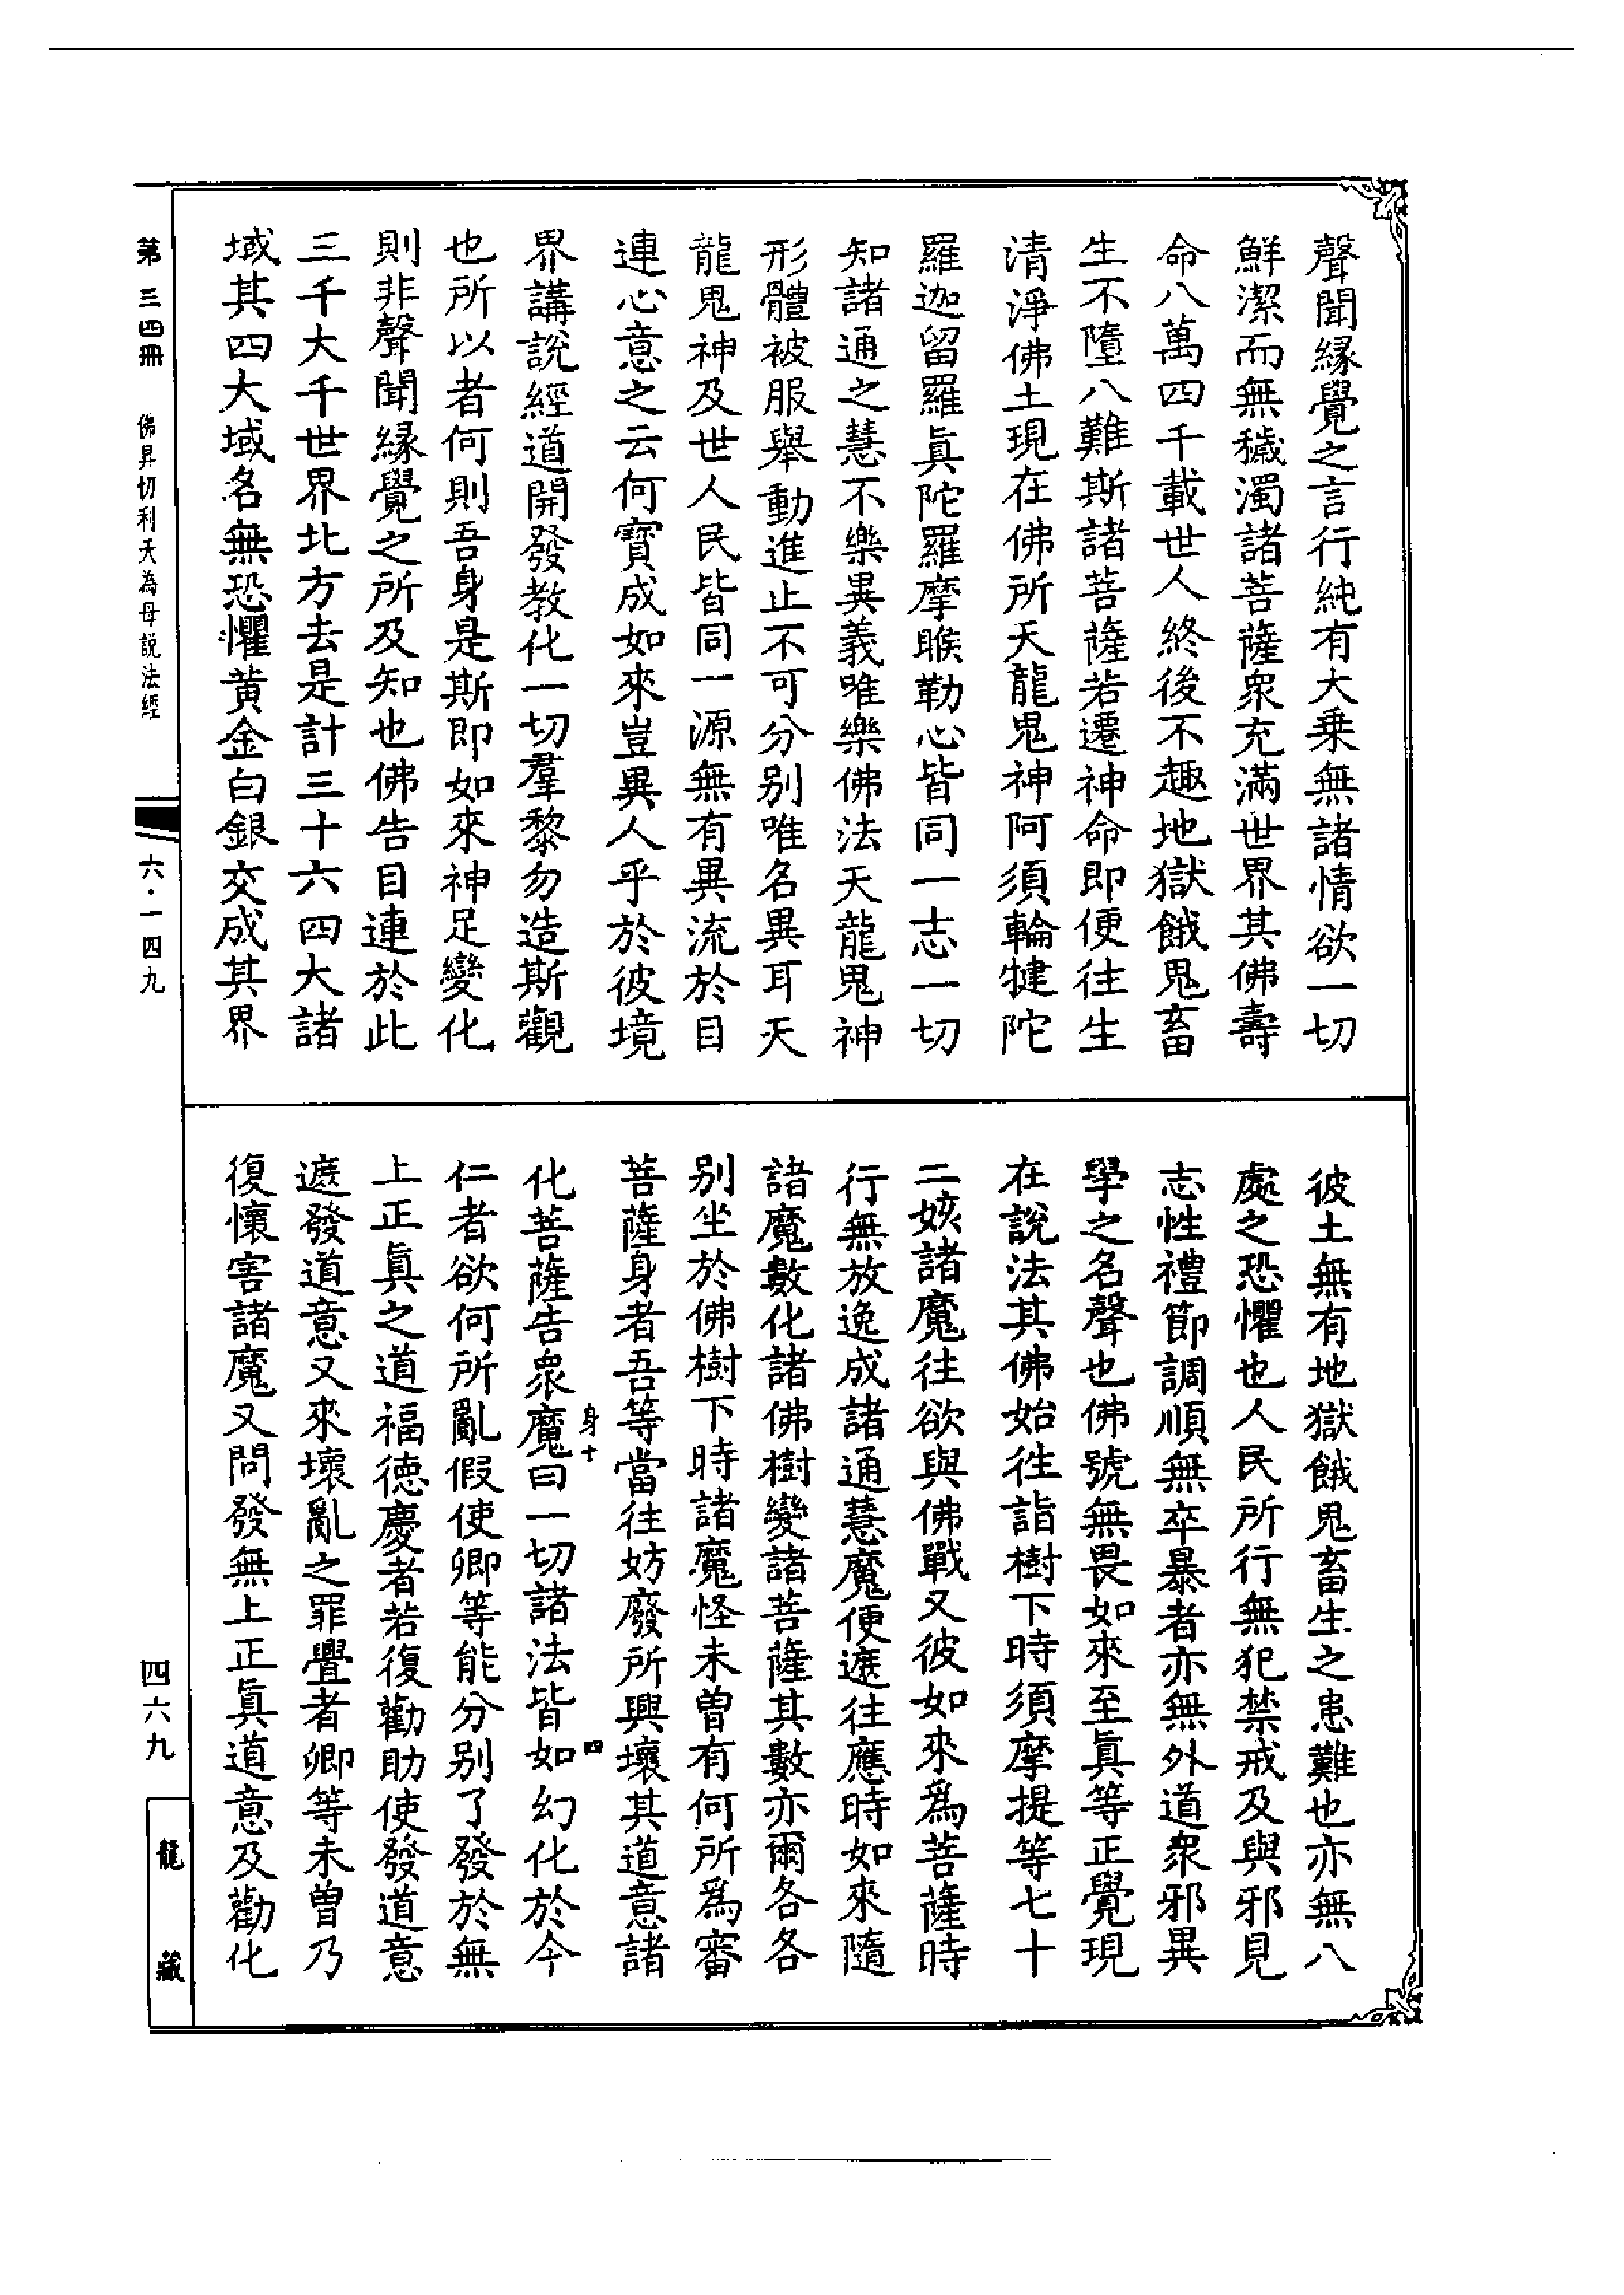 聲聞緣覺之言行純有大乗無諸情欲一切
鮮潔而無穢濁諸菩薩衆充滿世界其佛壽
命八萬四千載世人終後不趣地獄餓鬼畜
生不墮八難斯諸菩薩若遷神命即便往生
清淨佛土現在佛所天龍鬼神阿須輪揵陀
羅迦留羅眞陀羅摩睺勒心皆同一志一切
知諸通之慧不樂異義唯樂佛法天龍鬼神
形體被服舉動進止不可分别唯名異耳天
龍鬼神及世人民皆同一源無有異流於目
連心意之云何寶成如來豈異人乎於彼境
界講說經道開發教化一切羣黎勿造斯觀
也所以者何則吾身是斯即如來神足變化
則非聲聞緣覺之所及知也佛告目連於此
三千大千世界北方去是計三十六四大諸
域其四大域名無恐懼黄金白銀交成其界
彼土無有地獄餓鬼畜生之患難也亦無八
處之恐懼也人民所行無犯禁戒及與邪見
志性禮節調順無卒暴者亦無外道衆邪異
學之名聲也佛號無畏如來至眞等正覺現
在說法其佛始往詣樹下時須摩提等七十
二姟諸魔往欲與佛戰又彼如來爲菩薩時
行無放逸成諸通慧魔便遮往應時如來隨
諸魔數化諸佛樹變諸菩薩其數亦爾各各
别坐於佛樹下時諸魔怪未曽有何所爲審
菩薩身者吾等當往妨廢所興壞其道意諸
化菩薩告衆魔曰一切諸法皆如幻化於今
仁者欲何所亂假使卿等能分别了發於無
上正眞之道福德慶者若復勸助使發道意
遮發道意又來壞亂之罪舋者卿等未曽乃
復懷害諸魔又問發無上正眞道意及勸化
身十
四
第三四冊
佛昇忉利天為母說法經
六·一四九
四六九
龍藏